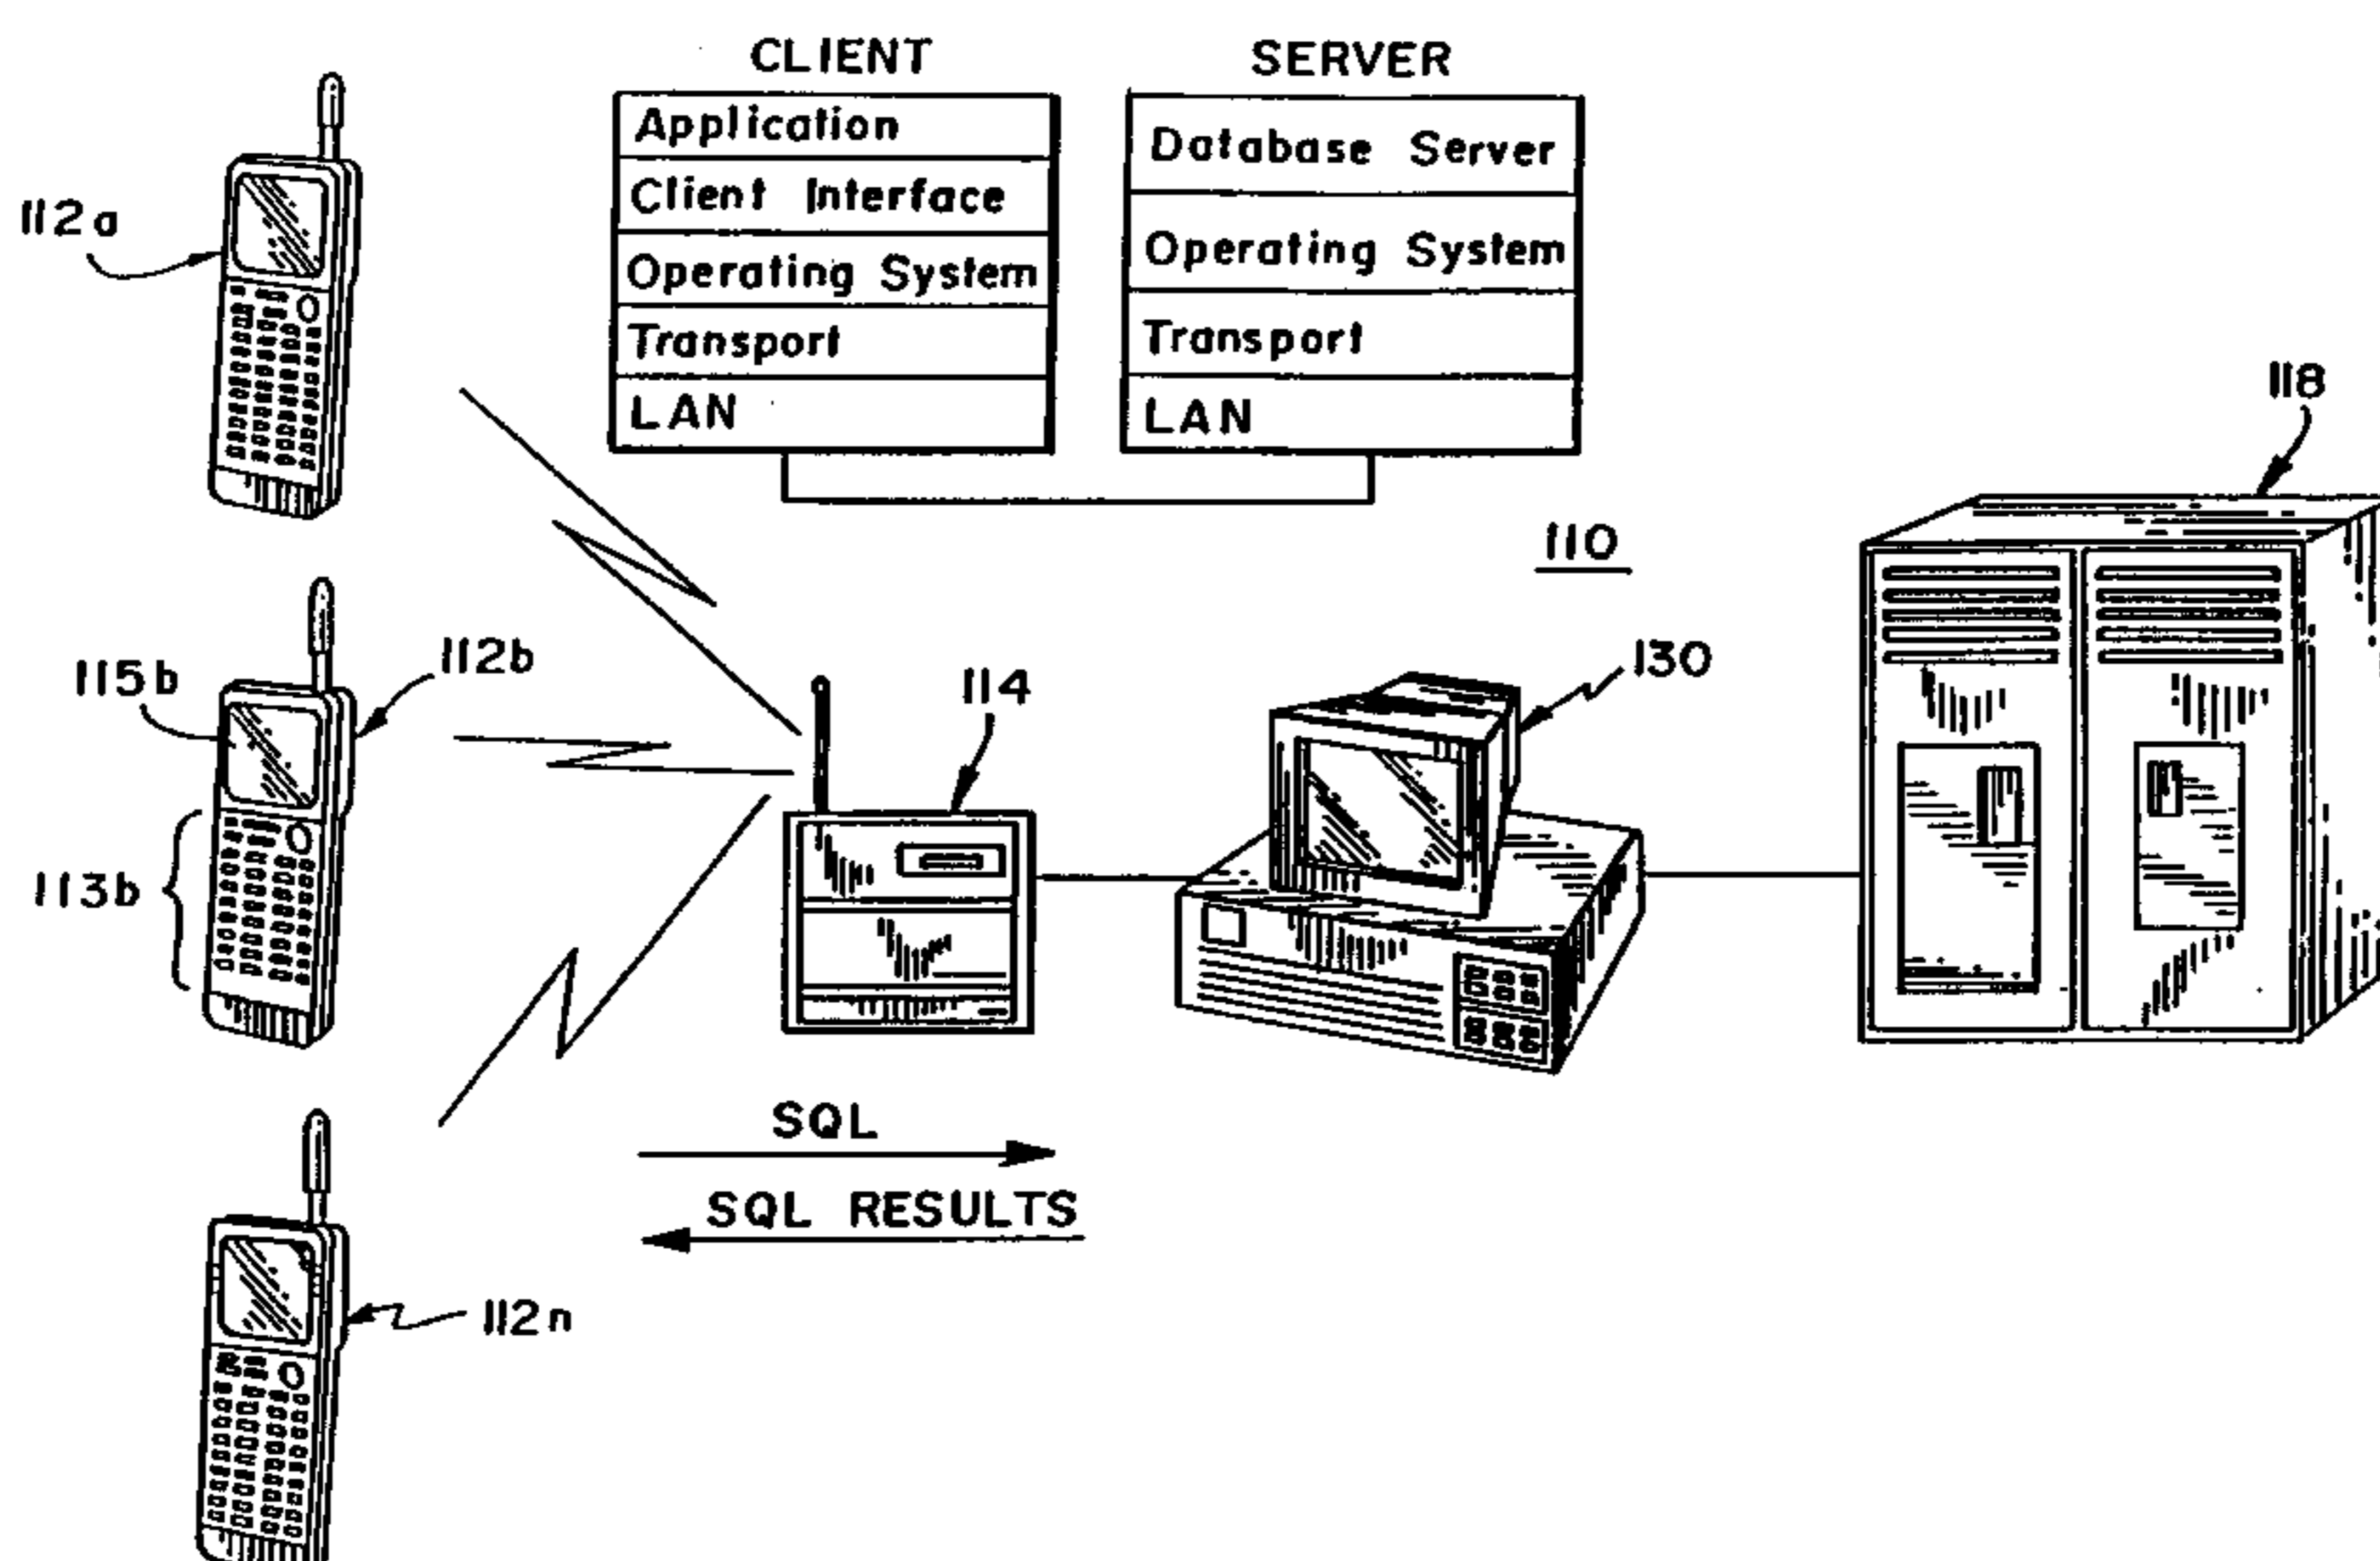 CLIENT
Application
Client Interface
Operating System
Transport
LAN
SERVER
Database Server
Operating System
Transport
LAN
112a
118
110
115b
112b
114
130
113b
SQL
SQL RESULTS
112n